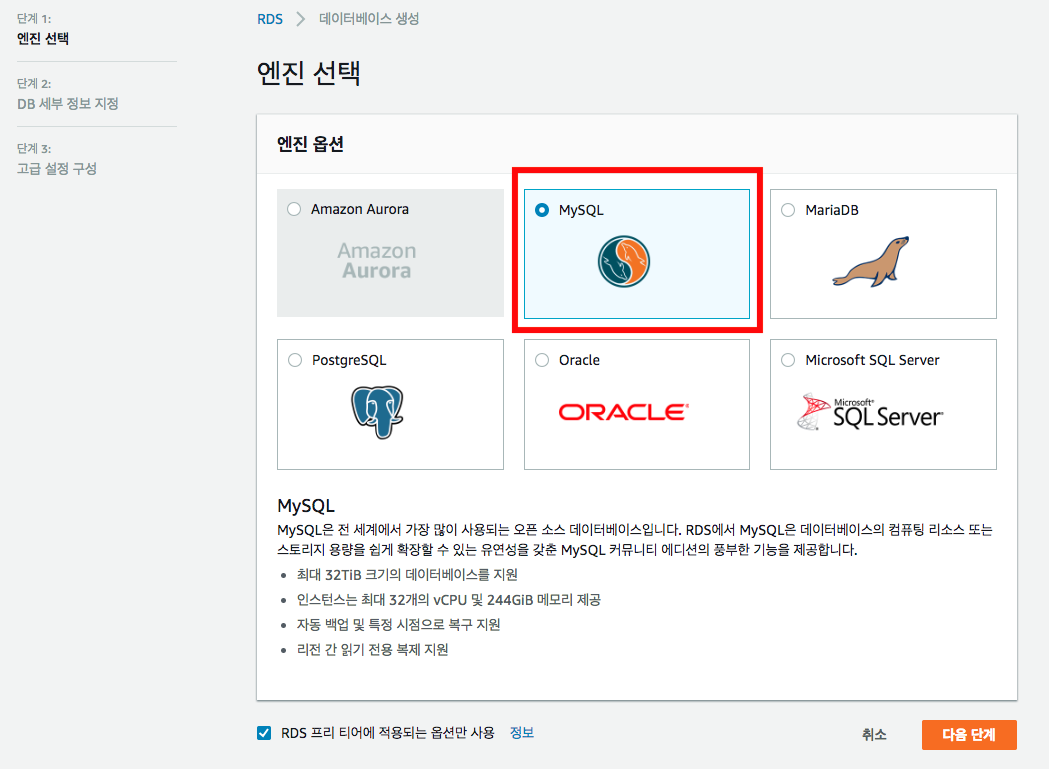 단계 1:
엔진 선택
단계 2:
DB 세부 정보 지정
단계 3:
고급 설정 구성
RDS > 데이터베이스 생성
엔진 선택
엔진 옵션
Amazon Aurora
Amazon
Aurora
MySQL
MariaDB
PostgreSQL
Oracle
ORACLE®
Microsoft SQL Server
Microsoft®
SQL Server®
MySQL
MySQL은 전 세계에서 가장 많이 사용되는 오픈 소스 데이터베이스입니다. RDS에서 MySQL은 데이터베이스의 컴퓨팅 리소스 또는
스토리지 용량을 쉽게 확장할 수 있는 유연성을 갖춘 MySQL 커뮤니티 에디션의 풍부한 기능을 제공합니다.
• 최대 32TiB 크기의 데이터베이스를 지원
• 인스턴스는 최대 32개의 vCPU 및 244GiB 메모리 제공
• 자동 백업 및 특정 시점으로 복구 지원
• 리전 간 읽기 전용 복제 지원
RDS 프리 티어에 적용되는 옵션만 사용 정보
취소
다음 단계